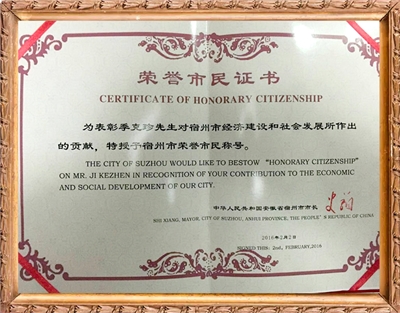 荣誉市民证书
CERTIFICATE OF HONORARY CITIZENSHIP
为表彰季克珍先生对宿州市经济建设和社会发展所作出
的贡献，特授予宿州市荣誉市民称号。
THE CITY OF SUZHOU WOULD LIKE TO BESTOW "HONORARY CITIZENSHIP"
ON MR. JI KEZHEN IN RECOGNITION OF YOUR CONTRIBUTION TO THE ECONOMIC
AND SOCIAL DEVELOPMENT OF OUR CITY.
中华人民共和国安徽省宿州市市长 史翔
SHI XIANG, MAYOR, CITY OF SUZHOU, ANHUI PROVINCE, THE PEOPLE'S REPUBLIC OF CHINA
2016年2月2日
SIGNED THIS: 2nd, FEBRUARY, 2016